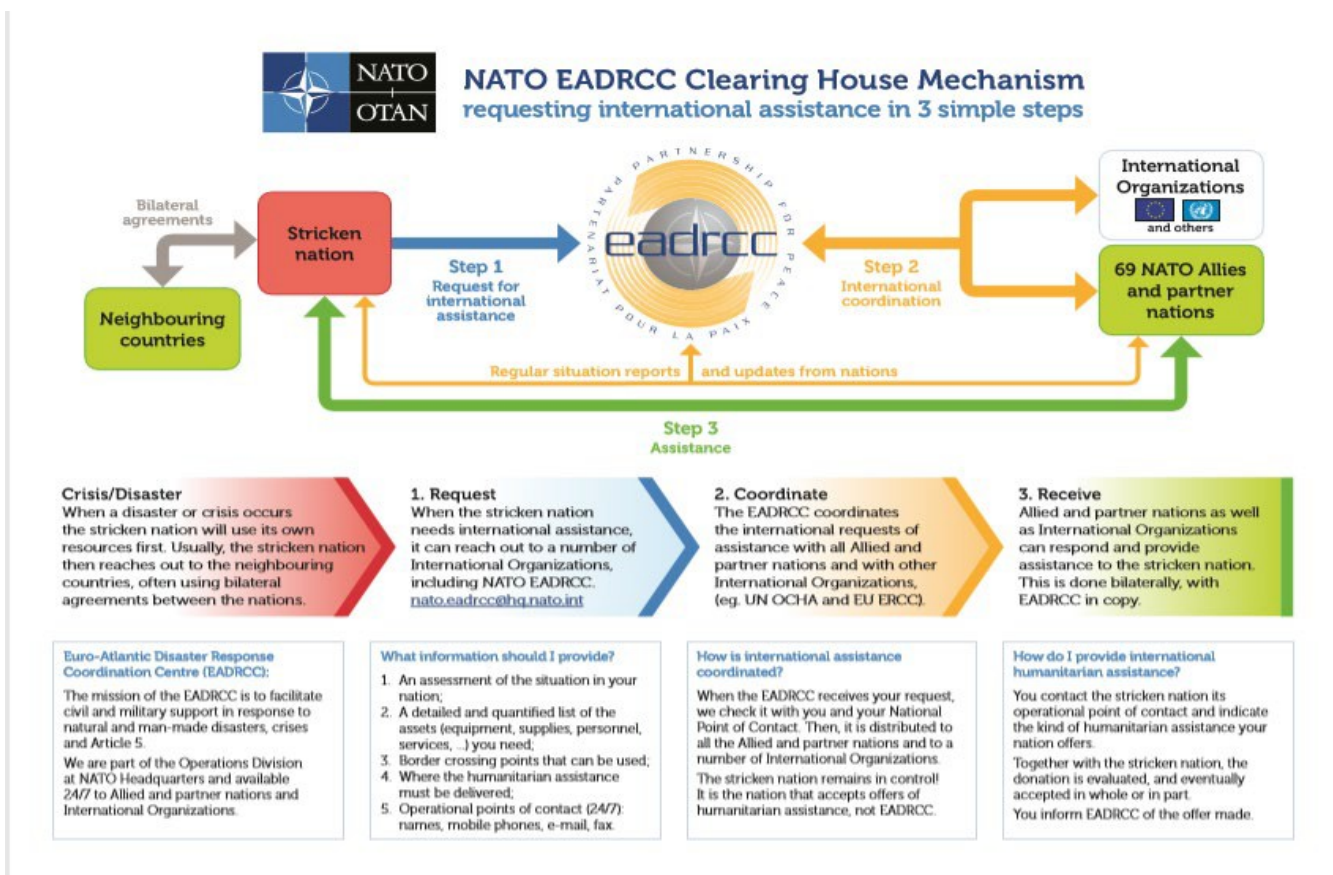 NATO
OTAN
NATO EADRCC Clearing House Mechanism
requesting international assistance in 3 simple steps
Bilateral
agreements
Stricken
nation
Neighbouring
countries
Step 1
Request for
international
assistance
PARTNERSHIP FOR PEACE
PARTENARIAT POUR LA PAIX
eadrcc
Step 2
International
coordination
International
Organizations
and others
69 NATO Allies
and partner
nations
Regular situation reports and updates from nations
Step 3
Assistance
Crisis/Disaster
When a disaster or crisis occurs
the stricken nation will use its own
resources first. Usually, the stricken nation
then reaches out to the neighbouring
countries, often using bilateral
agreements between the nations.
1. Request
When the stricken nation
needs international assistance,
it can reach out to a number of
International Organizations,
including NATO EADRCC.
nato.eadrcc@hq.nato.int
2. Coordinate
The EADRCC coordinates
the international requests of
assistance with all Allied and
partner nations and with other
International Organizations,
(eg. UN OCHA and EU ERCC).
3. Receive
Allied and partner nations as well
as International Organizations
can respond and provide
assistance to the stricken nation.
This is done bilaterally, with
EADRCC in copy.
Euro-Atlantic Disaster Response
Coordination Centre (EADRCC):
The mission of the EADRCC is to facilitate
civil and military support in response to
natural and man-made disasters, crises
and Article 5.
We are part of the Operations Division
at NATO Headquarters and available
24/7 to Allied and partner nations and
International Organizations.
What information should I provide?
1. An assessment of the situation in your
nation;
2. A detailed and quantified list of the
assets (equipment, supplies, personnel,
services, ...) you need;
3. Border crossing points that can be used;
4. Where the humanitarian assistance
must be delivered;
5. Operational points of contact (24/7):
names, mobile phones, e-mail, fax.
How is international assistance
coordinated?
When the EADRCC receives your request,
we check it with you and your National
Point of Contact. Then, it is distributed to
all the Allied and partner nations and to a
number of International Organizations.
The stricken nation remains in control!
It is the nation that accepts offers of
humanitarian assistance, not EADRCC.
How do I provide international
humanitarian assistance?
You contact the stricken nation its
operational point of contact and indicate
the kind of humanitarian assistance your
nation offers.
Together with the stricken nation, the
donation is evaluated, and eventually
accepted in whole or in part.
You inform EADRCC of the offer made.